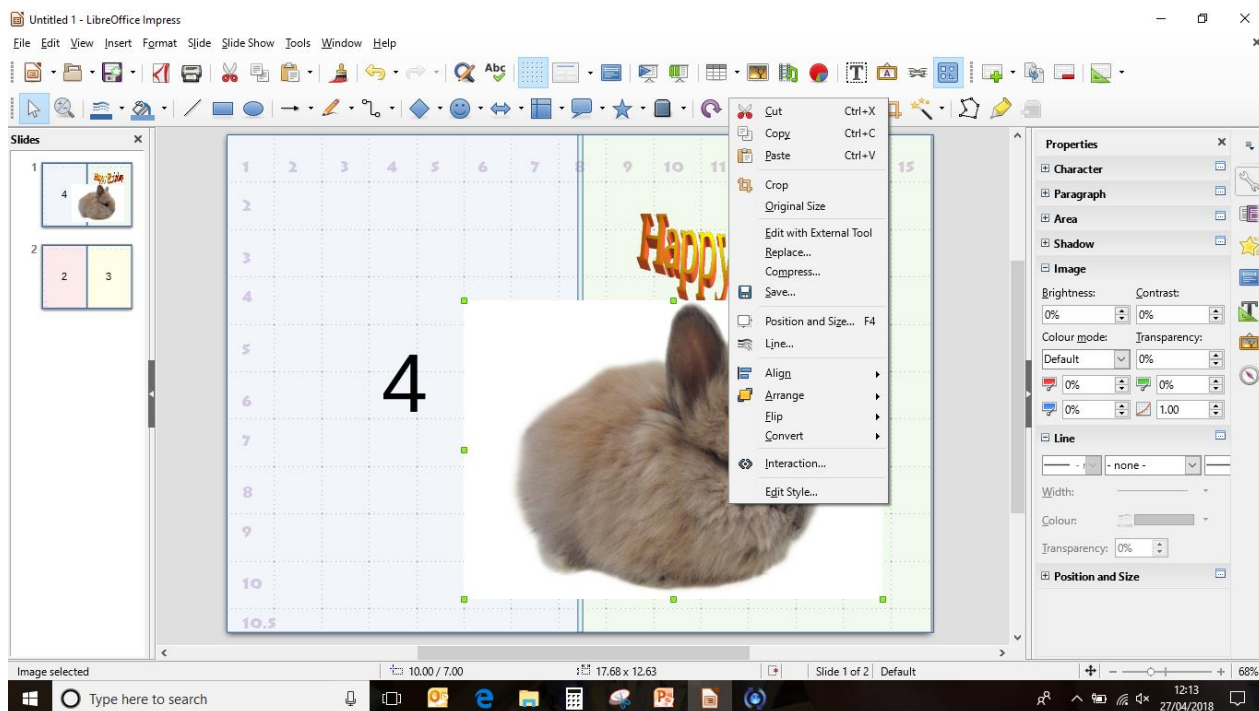 Untitled 1 - LibreOffice Impress
File Edit View Insert Format Slide Slide Show Tools Window Help
Abc
T A
Slides
1
4
Happy Birthday
2
2 3
1 2 3 4 5 6 7 8 9 10 11 15
2
3
4
5
6
7
8
9
10
10.5
Happy
4
Cut Ctrl+X
Copy Ctrl+C
Paste Ctrl+V
Crop
Original Size
Edit with External Tool
Replace...
Compress...
Save...
Position and Size... F4
Line...
Align
Arrange
Flip
Convert
Interaction...
Edit Style...
Properties
Character
Paragraph
Area
Shadow
Image
Brightness: Contrast:
0% 0%
Colour mode: Transparency:
Default 0%
0% 0%
0% 1.00
Line
- none -
Width:
Colour:
Transparency: 0%
Position and Size
Image selected 10.00 / 7.00 17.68 x 12.63 Slide 1 of 2 Default 68%
Type here to search
12:13
27/04/2018